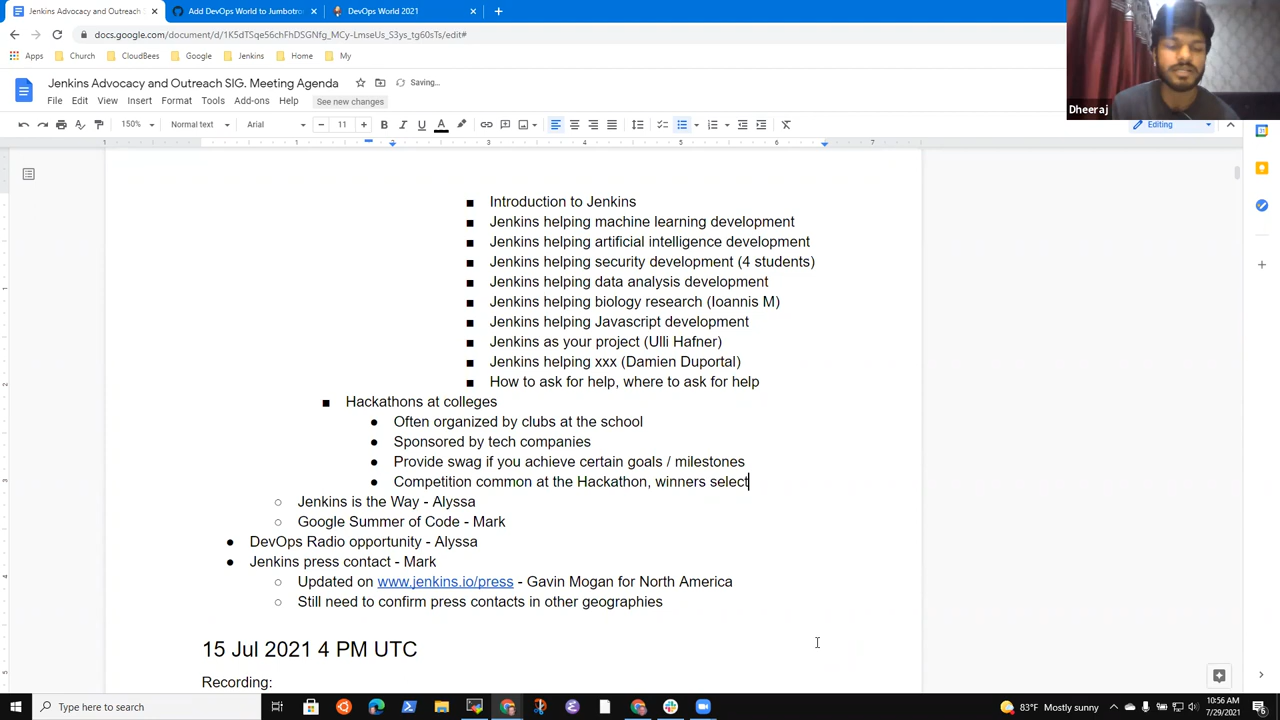 Jenkins Advocacy and Outreach S
Add DevOps World to Jumbotro
DevOps World 2021
docs.google.com/document/d/1K5dTSqe56chFhDSGNfg_MCy-LmseUs_S3ys_tg60sTs/edit#
Apps
Church
CloudBees
Google
Jenkins
Home
My
Jenkins Advocacy and Outreach SIG. Meeting Agenda
Saving...
File Edit View Insert Format Tools Add-ons Help See new changes
150% Normal text Arial 11 Editing
Dheeraj
1 3 4 5 6 7
Introduction to Jenkins
Jenkins helping machine learning development
Jenkins helping artificial intelligence development
Jenkins helping security development (4 students)
Jenkins helping data analysis development
Jenkins helping biology research (Ioannis M)
Jenkins helping Javascript development
Jenkins as your project (Ulli Hafner)
Jenkins helping xxx (Damien Duportal)
How to ask for help, where to ask for help
Hackathons at colleges
Often organized by clubs at the school
Sponsored by tech companies
Provide swag if you achieve certain goals / milestones
Competition common at the Hackathon, winners select
Jenkins is the Way - Alyssa
Google Summer of Code - Mark
DevOps Radio opportunity - Alyssa
Jenkins press contact - Mark
Updated on www.jenkins.io/press - Gavin Mogan for North America
Still need to confirm press contacts in other geographies
15 Jul 2021 4 PM UTC
Recording:
Type here to search
83°F Mostly sunny
10:56 AM
7/29/2021